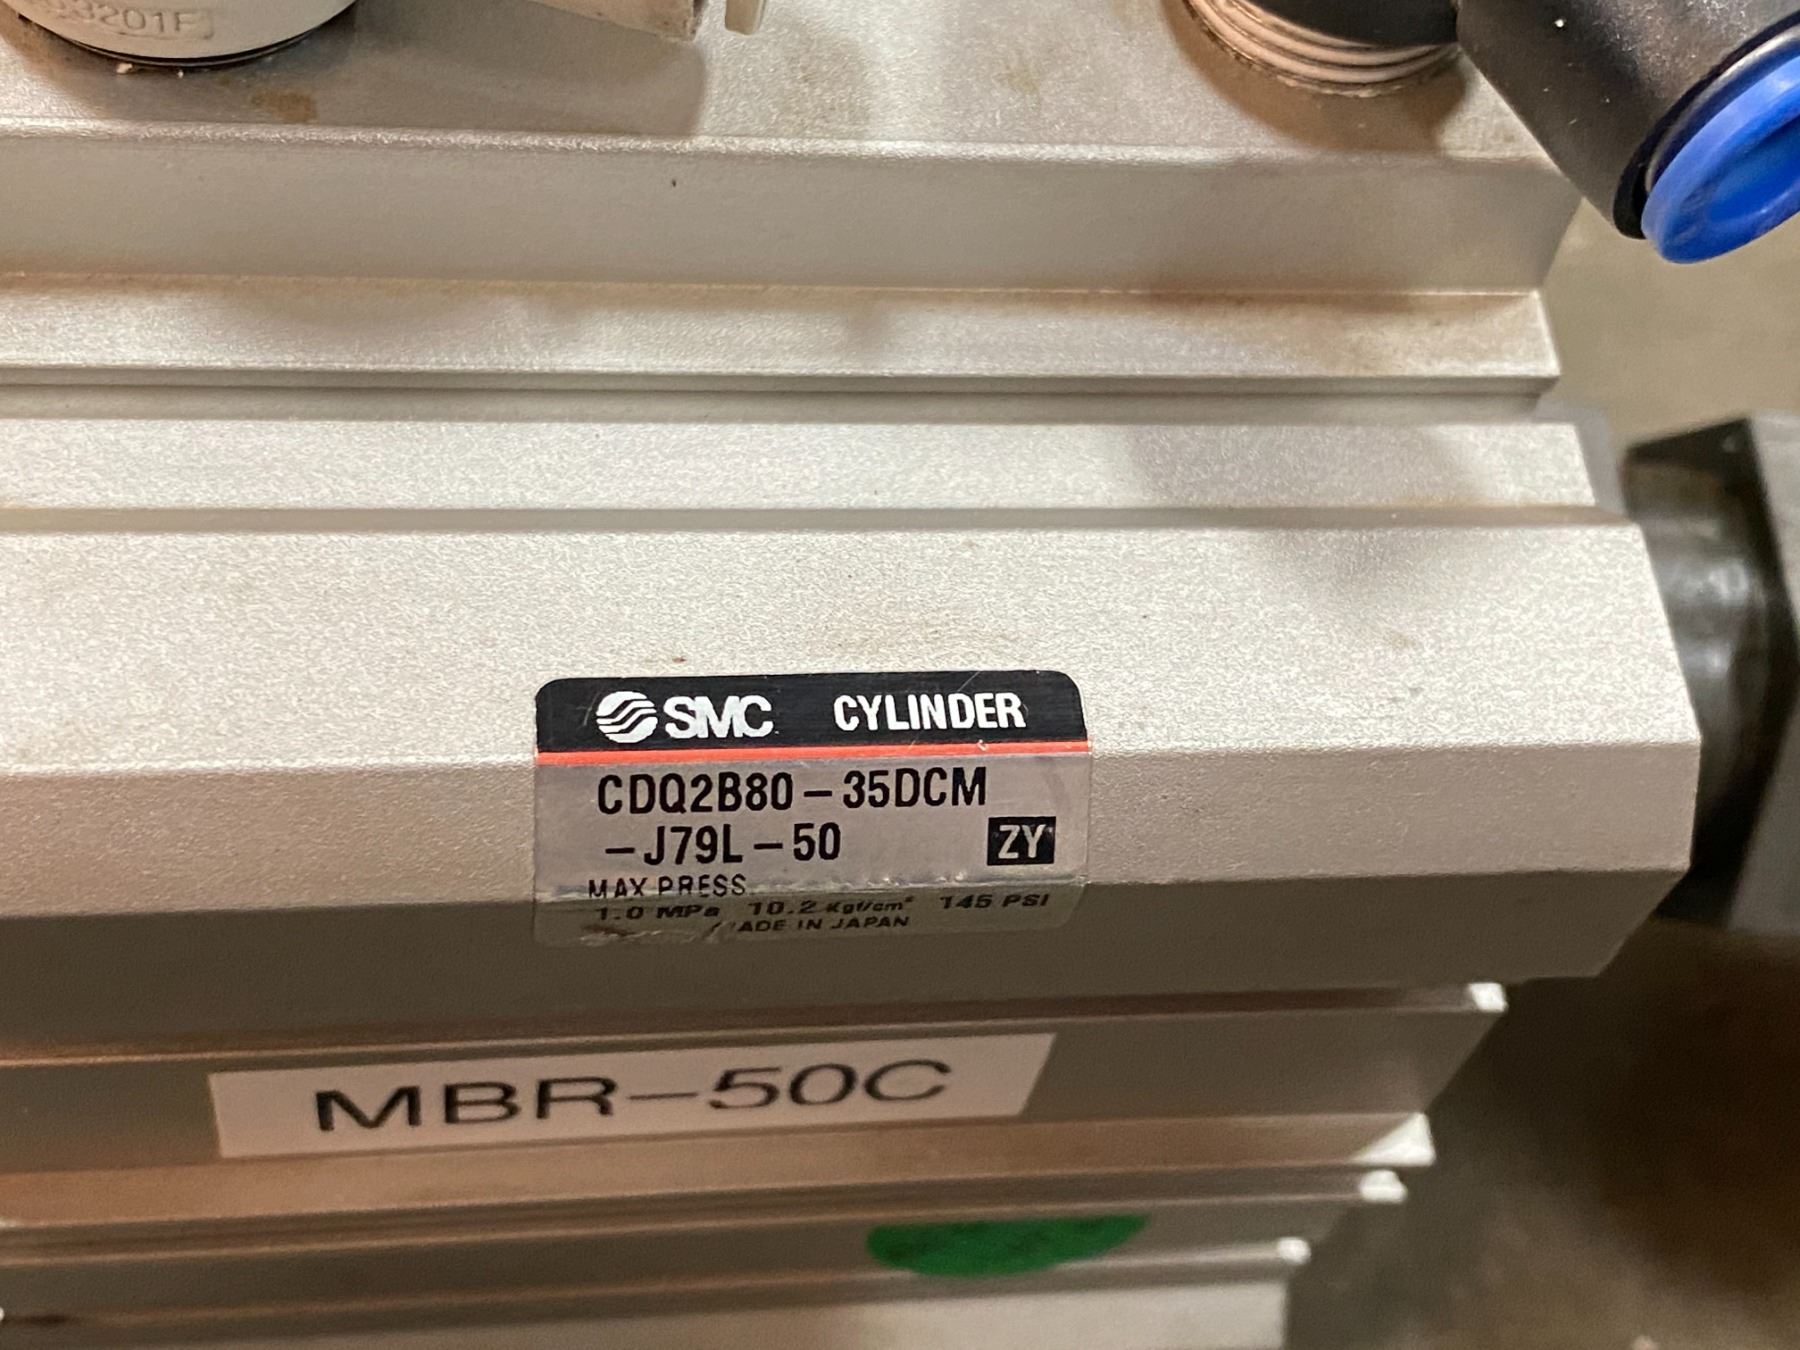 3201F
SMC CYLINDER
CDQ2B80-35DCM
-J79L-50 ZY
MAX PRESS.
1.0 MPa 10.2 Kgf/cm² 145 PSI
MADE IN JAPAN
MBR-50C